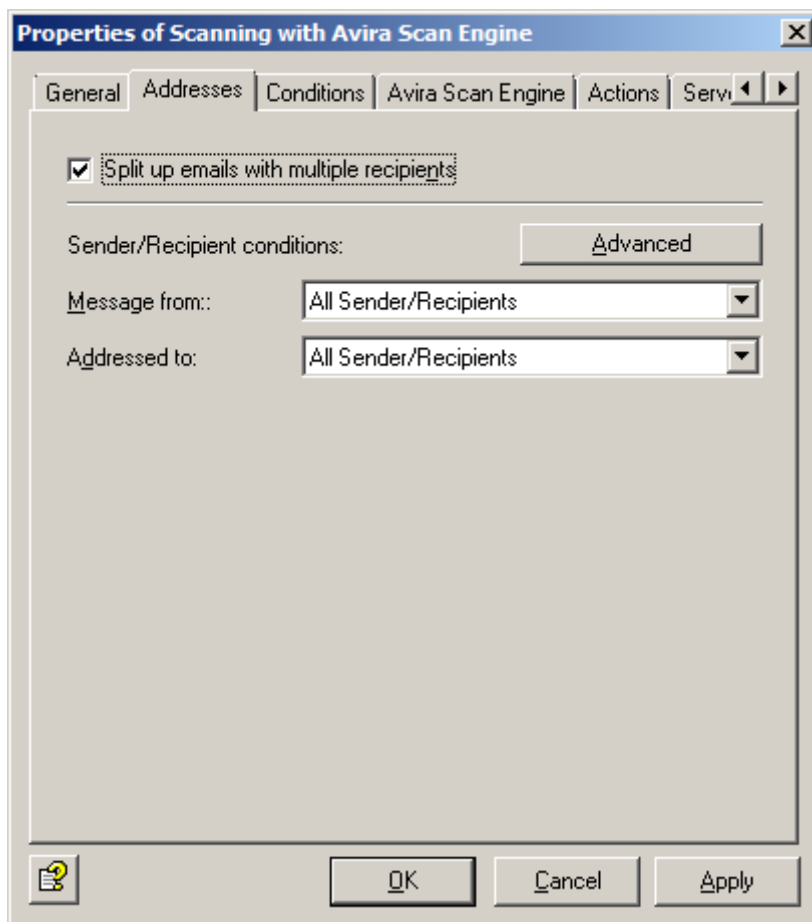 Properties of Scanning with Avira Scan Engine
General Addresses Conditions Avira Scan Engine Actions
Split up emails with multiple recipients
Sender/Recipient conditions: Advanced
Message from:: All Sender/Recipients
Addressed to: All Sender/Recipients
OK Cancel Apply